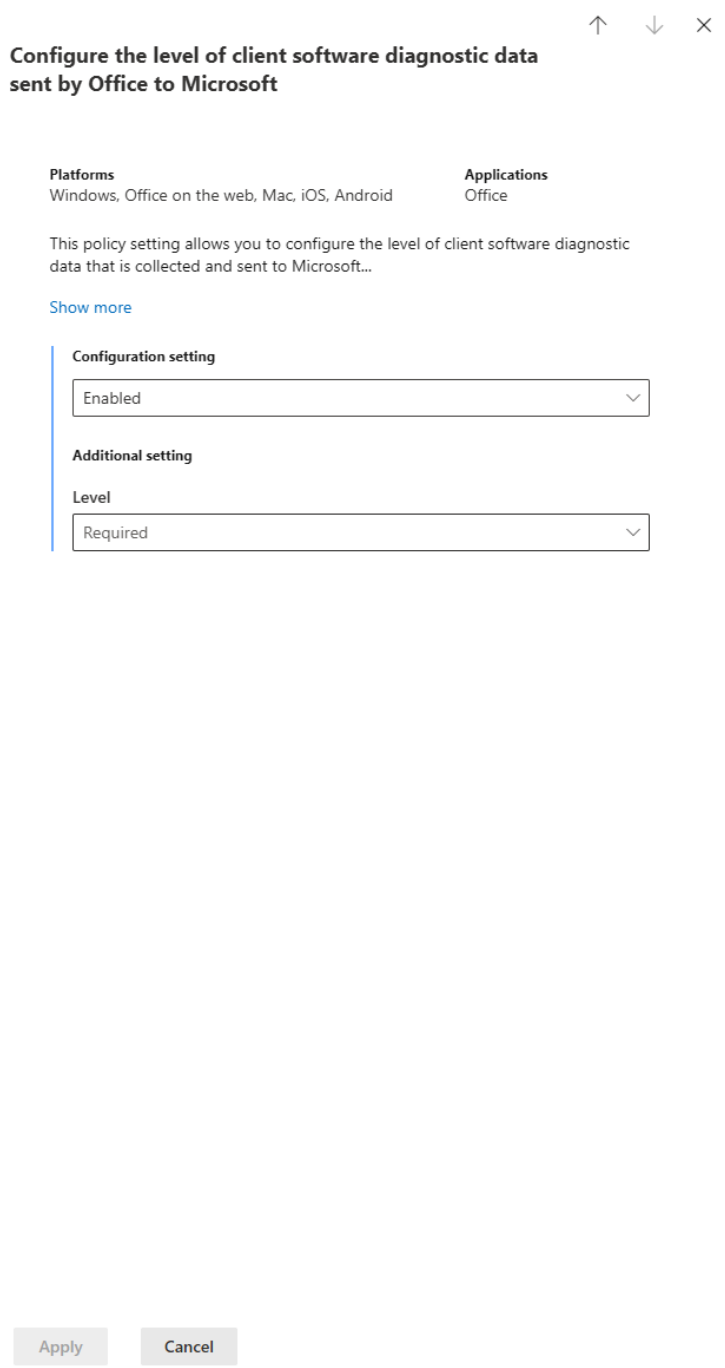 Configure the level of client software diagnostic data
sent by Office to Microsoft
Platforms
Windows, Office on the web, Mac, iOS, Android
Applications
Office
This policy setting allows you to configure the level of client software diagnostic
data that is collected and sent to Microsoft...
Show more
Configuration setting
Enabled
Additional setting
Level
Required
Apply
Cancel